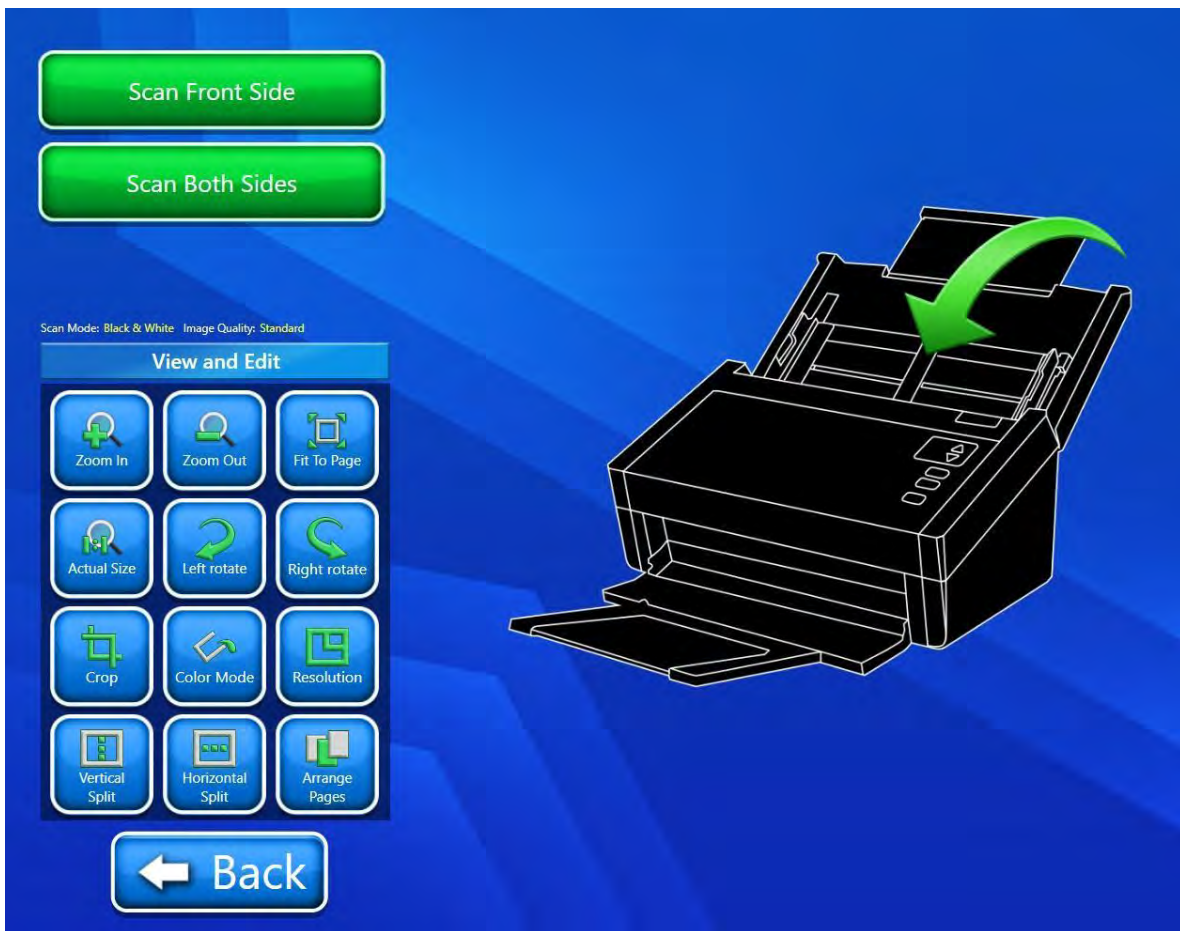 Scan Front Side
Scan Both Sides
Scan Mode: Black & White Image Quality: Standard
View and Edit
Zoom In
Zoom Out
Fit To Page
Actual Size
Left rotate
Right rotate
Crop
Color Mode
Resolution
Vertical
Split
Horizontal
Split
Arrange
Pages
Back